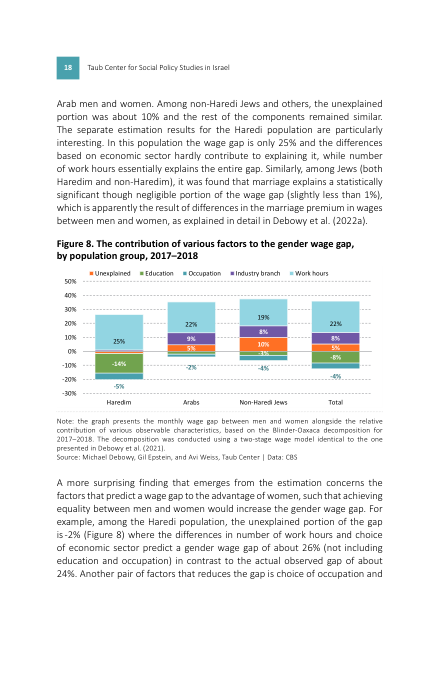 18
Taub Center for Social Policy Studies in Israel
Arab men and women. Among non-Haredi Jews and others, the unexplained
portion was about 10% and the rest of the components remained similar.
The separate estimation results for the Haredi population are particularly
interesting. In this population the wage gap is only 25% and the differences
based on economic sector hardly contribute to explaining it, while number
of work hours essentially explains the entire gap. Similarly, among Jews (both
Haredim and non-Haredim), it was found that marriage explains a statistically
significant though negligible portion of the wage gap (slightly less than 1%),
which is apparently the result of differences in the marriage premium in wages
between men and women, as explained in detail in Debowy et al. (2022a).
Figure 8. The contribution of various factors to the gender wage gap,
by population group, 2017–2018
Unexplained Education Occupation Industry branch Work hours
50%
40%
30%
20%
10%
0%
-10%
-20%
-30%
25%
-14%
-5%
22%
9%
5%
-2%
19%
8%
10%
-3%
-4%
22%
8%
5%
-8%
-4%
Haredim Arabs Non-Haredi Jews Total
Note: the graph presents the monthly wage gap between men and women alongside the relative
contribution of various observable characteristics, based on the Blinder-Oaxaca decomposition for
2017–2018. The decomposition was conducted using a two-stage wage model identical to the one
presented in Debowy et al. (2021).
Source: Michael Debowy, Gil Epstein, and Avi Weiss, Taub Center | Data: CBS
A more surprising finding that emerges from the estimation concerns the
factors that predict a wage gap to the advantage of women, such that achieving
equality between men and women would increase the gender wage gap. For
example, among the Haredi population, the unexplained portion of the gap
is -2% (Figure 8) where the differences in number of work hours and choice
of economic sector predict a gender wage gap of about 26% (not including
education and occupation) in contrast to the actual observed gap of about
24%. Another pair of factors that reduces the gap is choice of occupation and